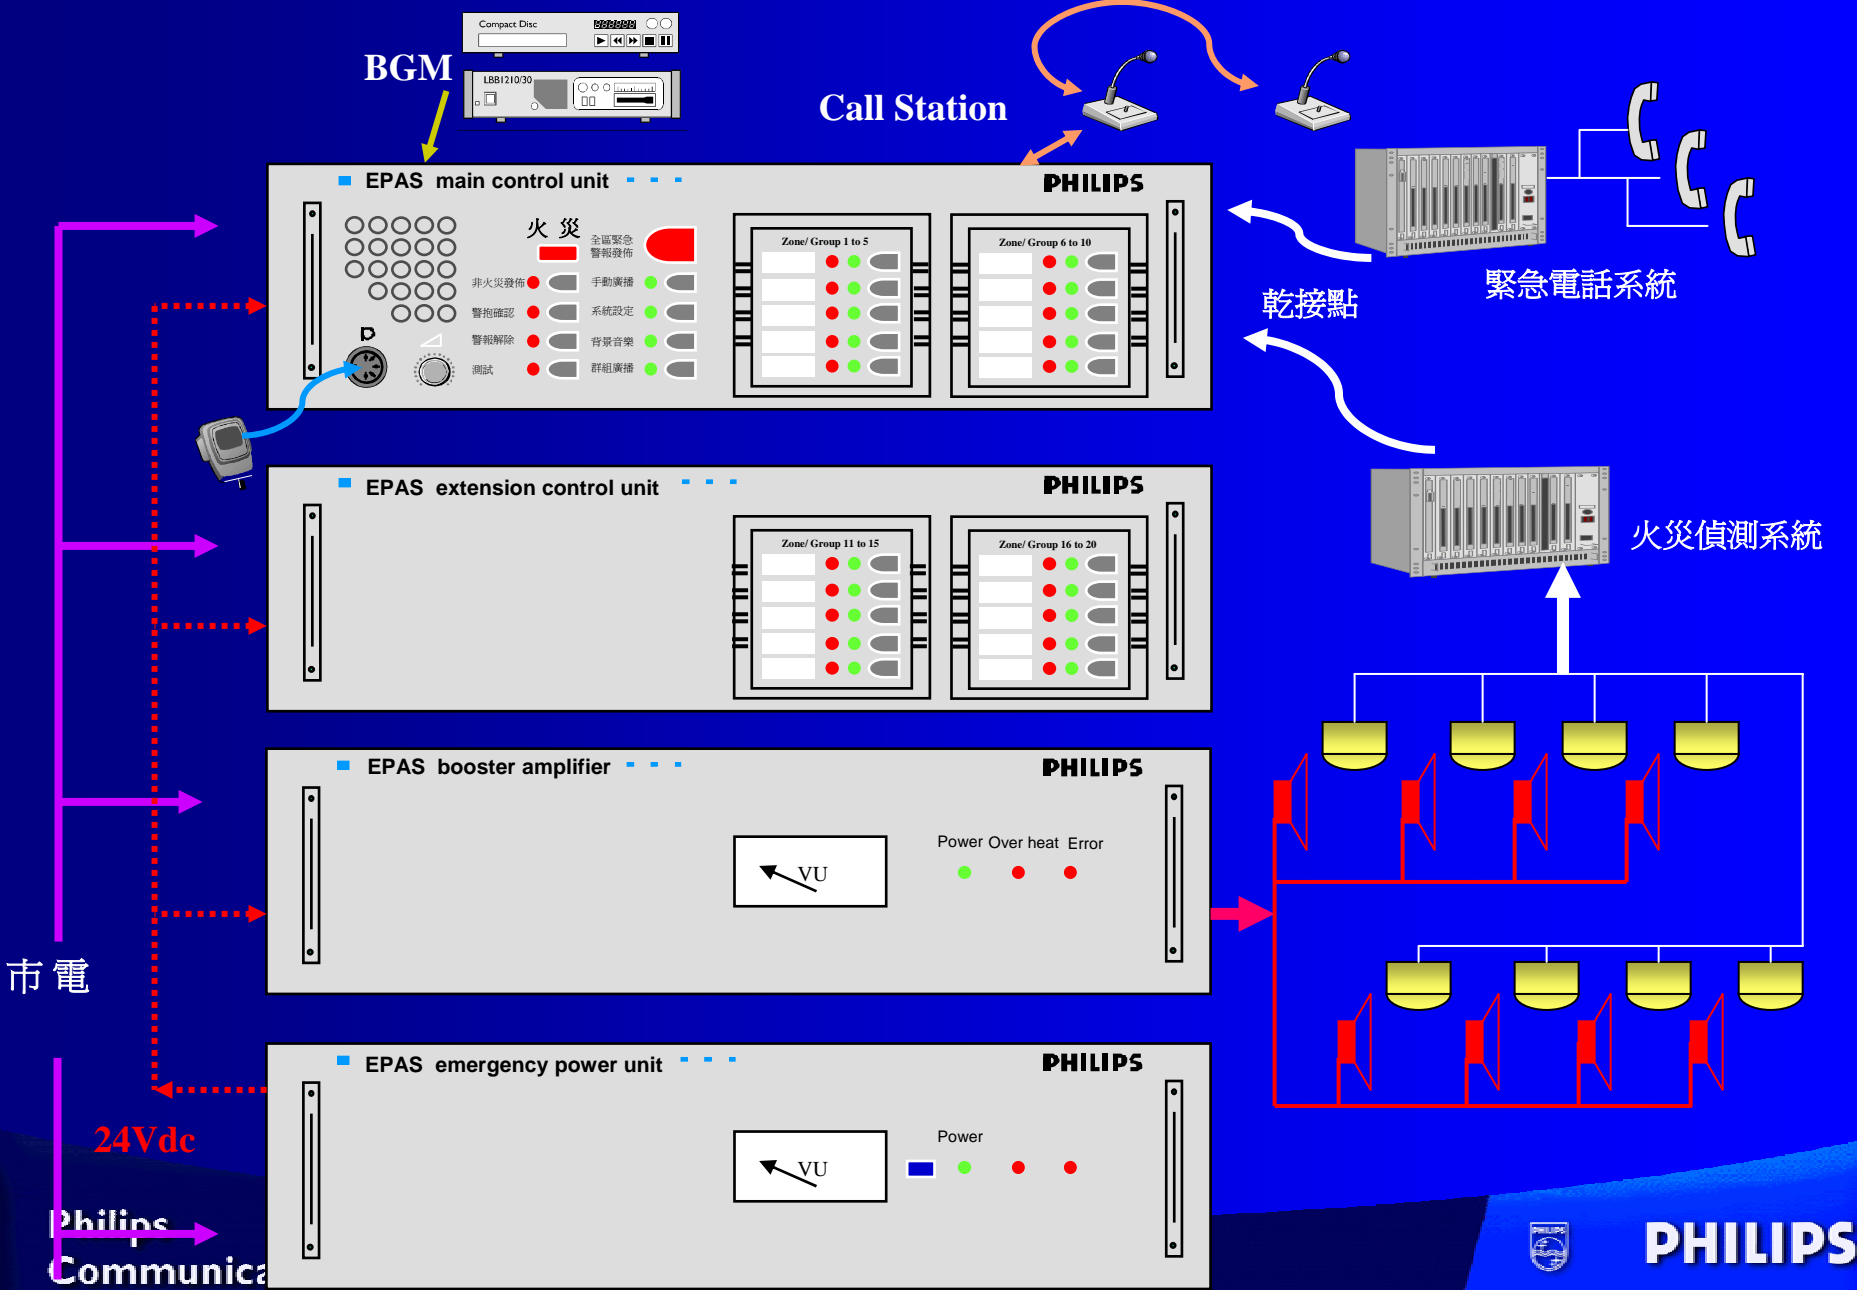 Compact Disc
BGM
LBB1210/30
Call Station
EPAS main control unit
PHILIPS
火 災
全區緊急
警報發佈
非火災發佈
手動廣播
警抱確認
系統設定
警報解除
背景音樂
測試
群組廣播
Zone/ Group 1 to 5
Zone/ Group 6 to 10
緊急電話系統
乾接點
EPAS extension control unit
PHILIPS
Zone/ Group 11 to 15
Zone/ Group 16 to 20
火災偵測系統
EPAS booster amplifier
PHILIPS
VU
Power Over heat Error
市 電
EPAS emergency power unit
PHILIPS
VU
Power
24Vdc
Philips
Communica
PHILIPS
PHILIPS